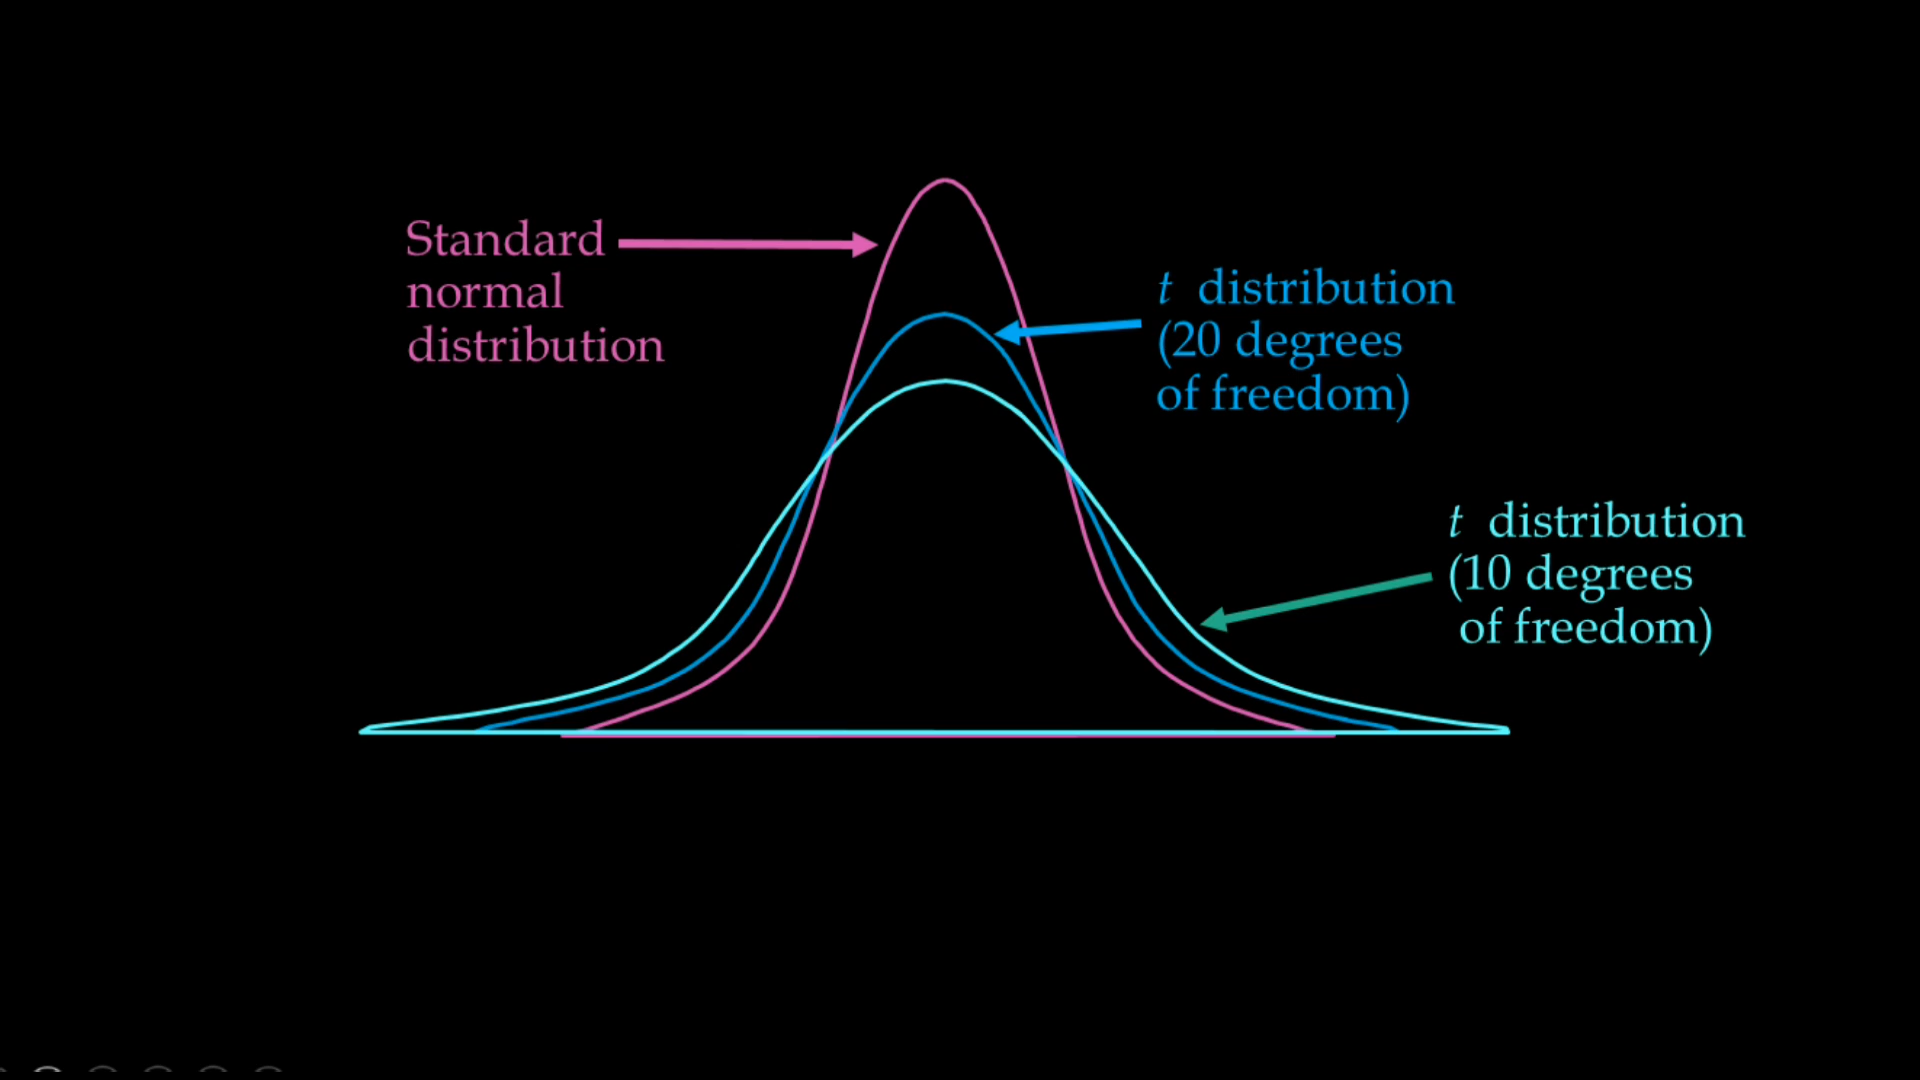 Standard
normal
distribution
t distribution
(20 degrees
of freedom)
t distribution
(10 degrees
of freedom)